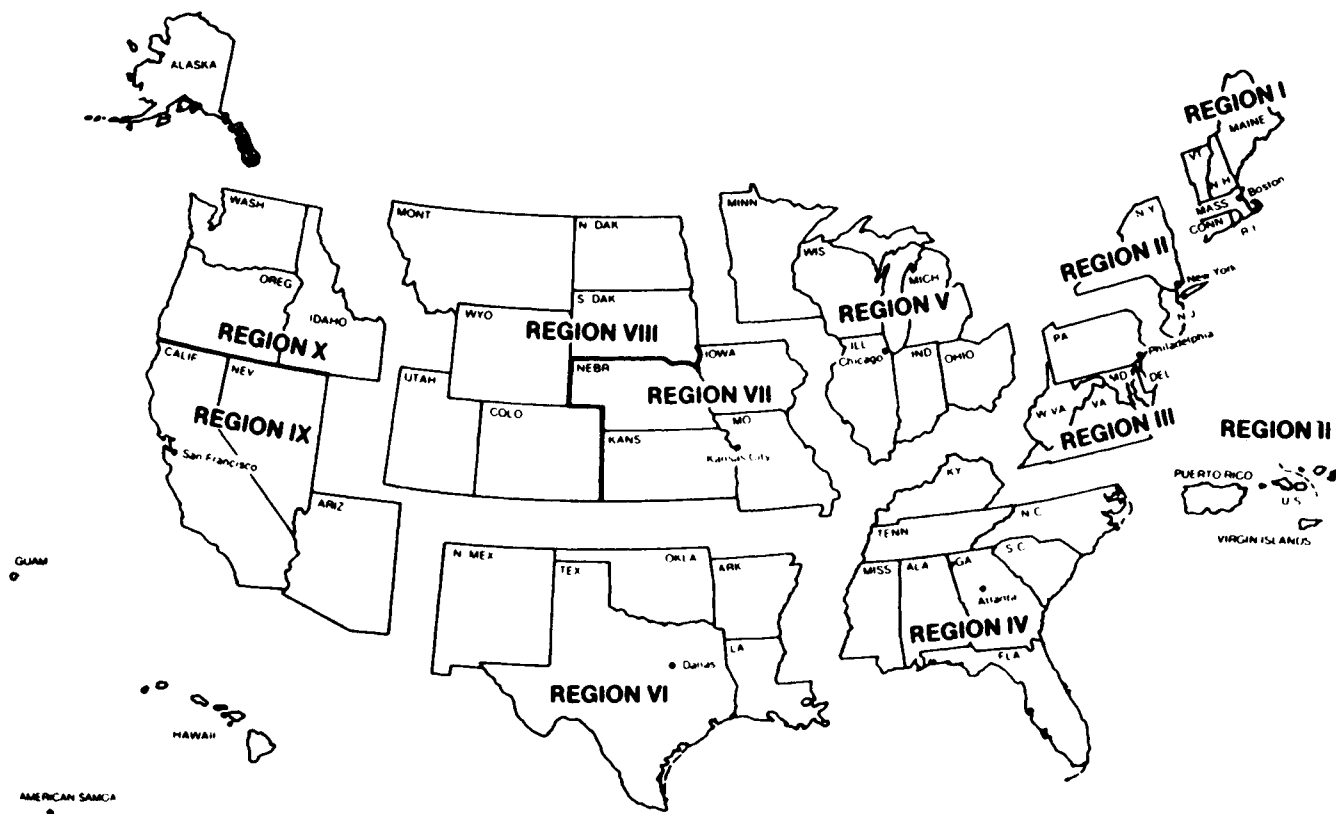 ALASKA
REGION I
MAINE
VT
N H
Boston
MASS
CONN
R I
WASH
MONT
N DAK
MINN
N Y
WIS
REGION II
OREG
MICH
New York
S DAK
REGION V
N J
IDAHO
WYO
REGION VIII
REGION X
PA
Philadelphia
CALIF
ILL
IOWA
Chicago
IND
OHIO
NEV
UTAH
NEBR
MD
DEL
REGION VII
W VA
VA
REGION IX
COLO
MO
REGION III
REGION II
KANS
San Francisco
Kansas City
KY
PUERTO RICO
U.S.
VIRGIN ISLANDS
ARIZ
N.C.
TENN
S.C.
GUAM
N MEX
OKLA
TEX
ARK
MISS
ALA
GA
Atlanta
REGION IV
LA
FLA
Dallas
REGION VI
HAWAII
AMERICAN SAMOA